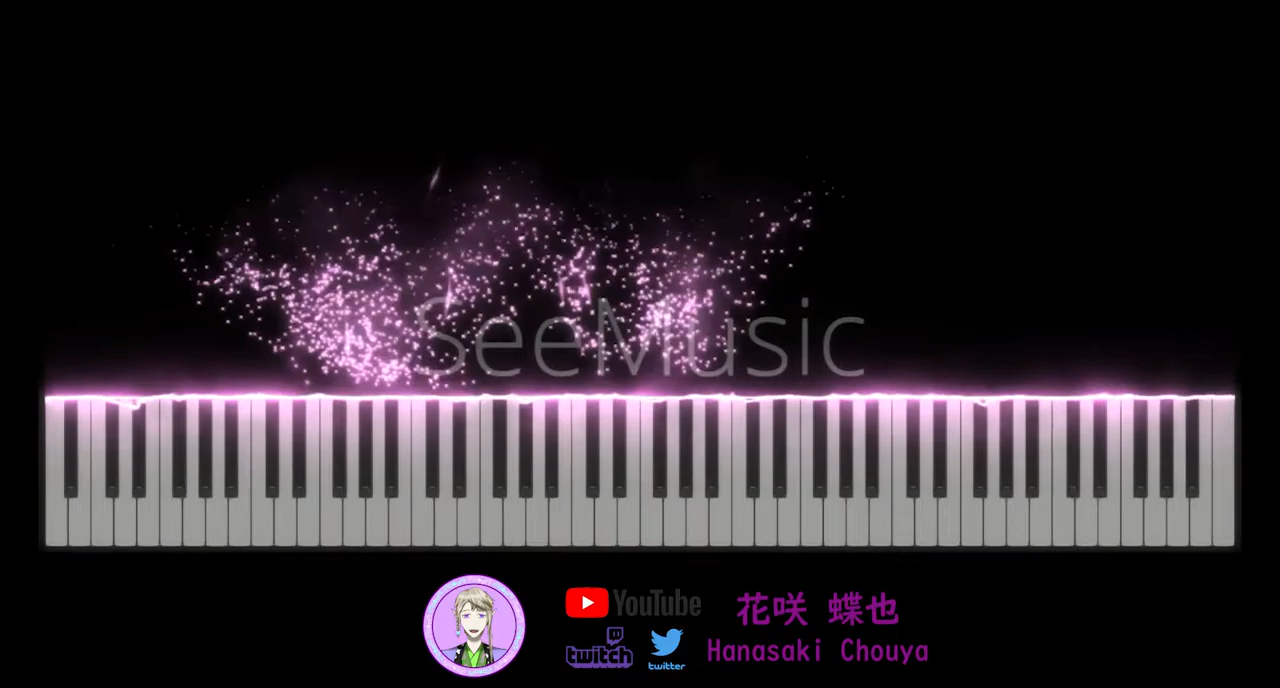 SeeMusic
YouTube
花咲 蝶也
twitch
twitter
Hanasaki Chouya